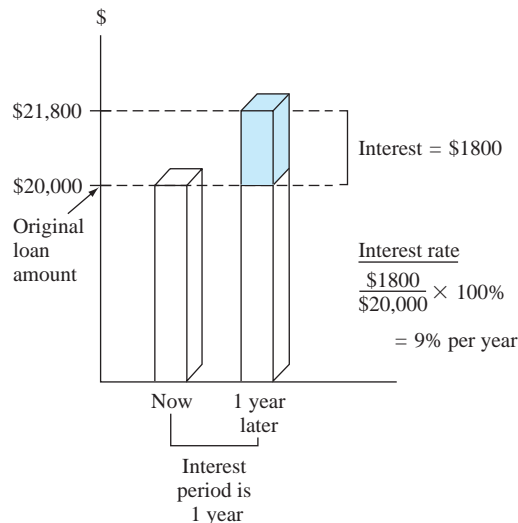 $
$21,800
Interest = $1800
$20,000
Original
loan
amount
Interest rate
$1800
$20,000 × 100%
= 9% per year
Now
1 year
later
Interest
period is
1 year